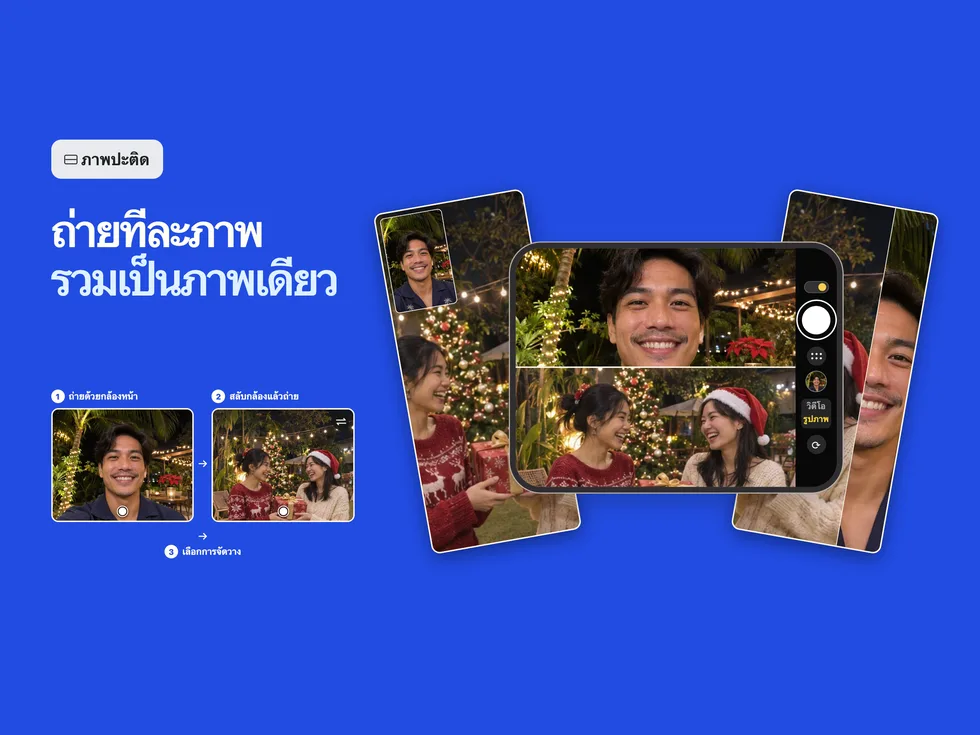 ภาพปะติด
ถ่ายทีละภาพ
รวมเป็นภาพเดียว
1 ถ่ายด้วยกล้องหน้า
2 สลับกล้องแล้วถ่าย
3 เลือกการจัดวาง
วิดีโอ
รูปภาพ